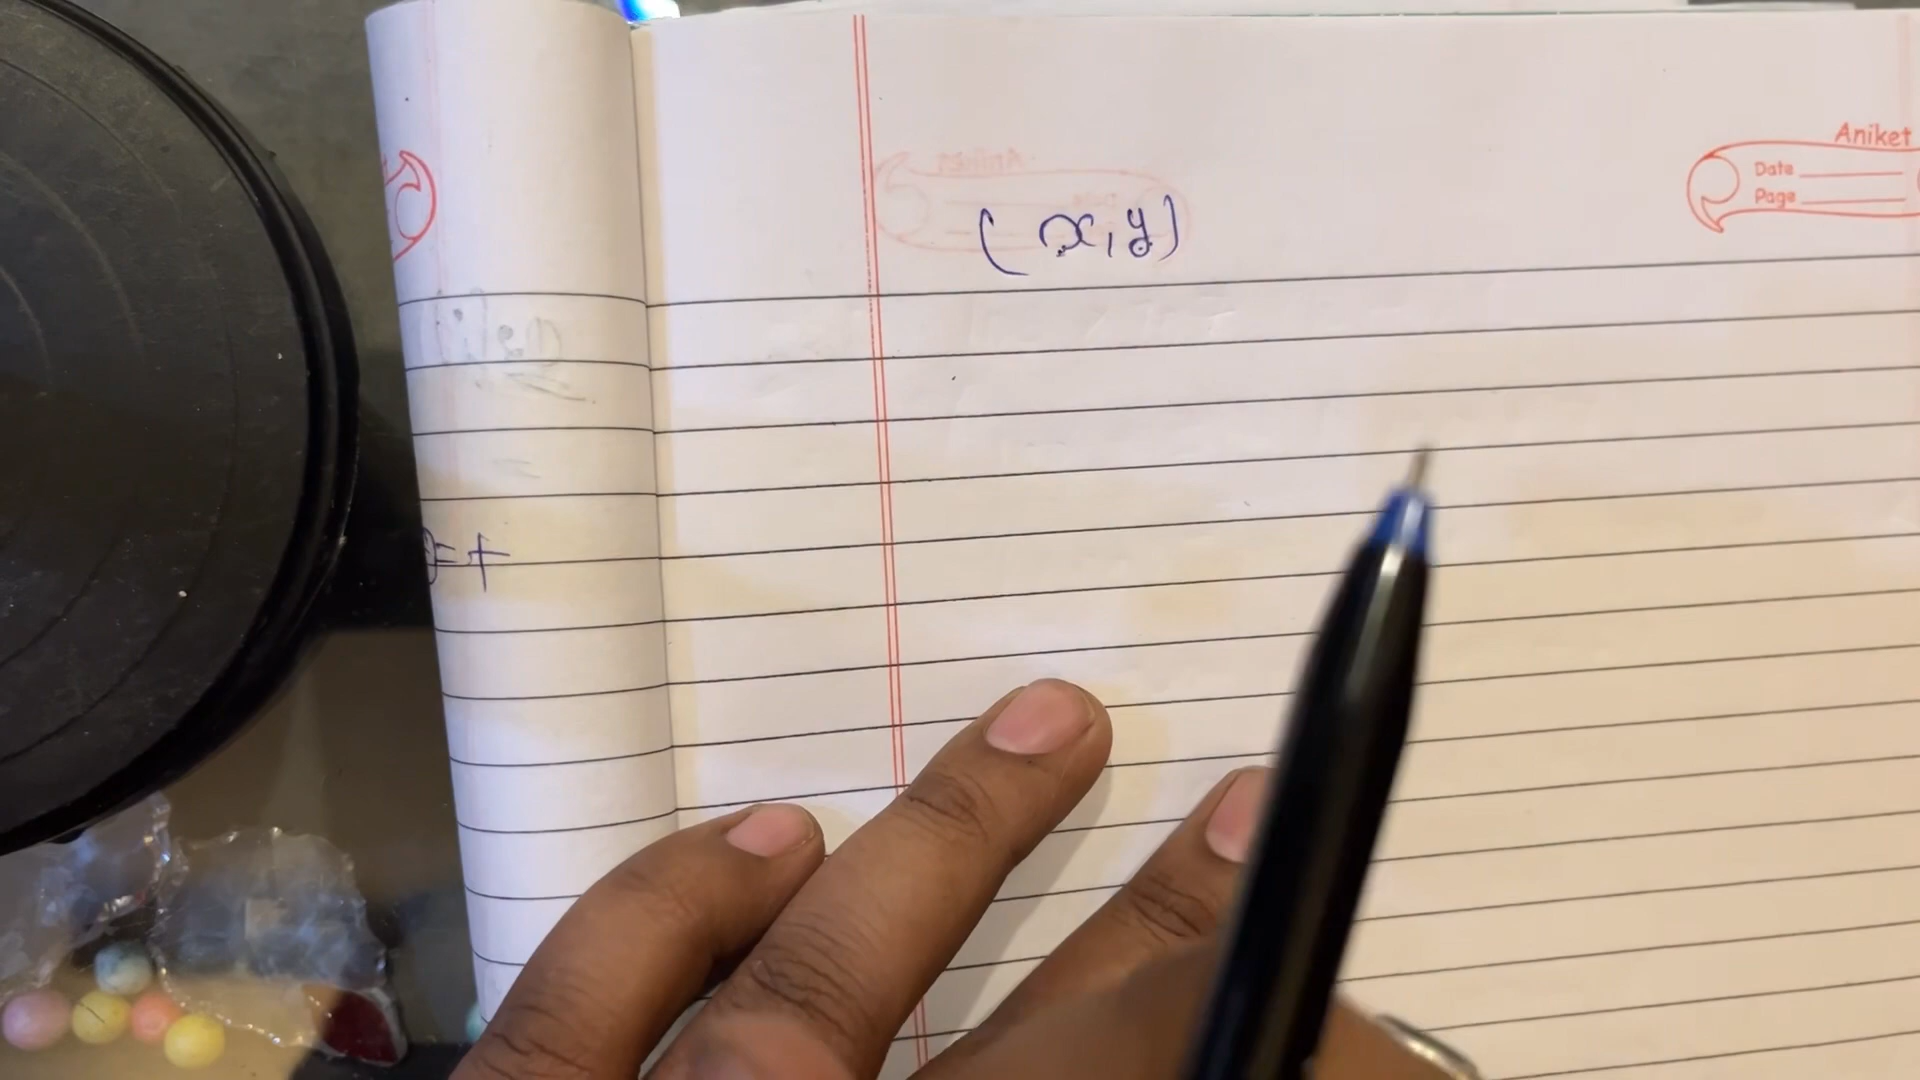 Aniket
Date
Page
( x, y )
= +